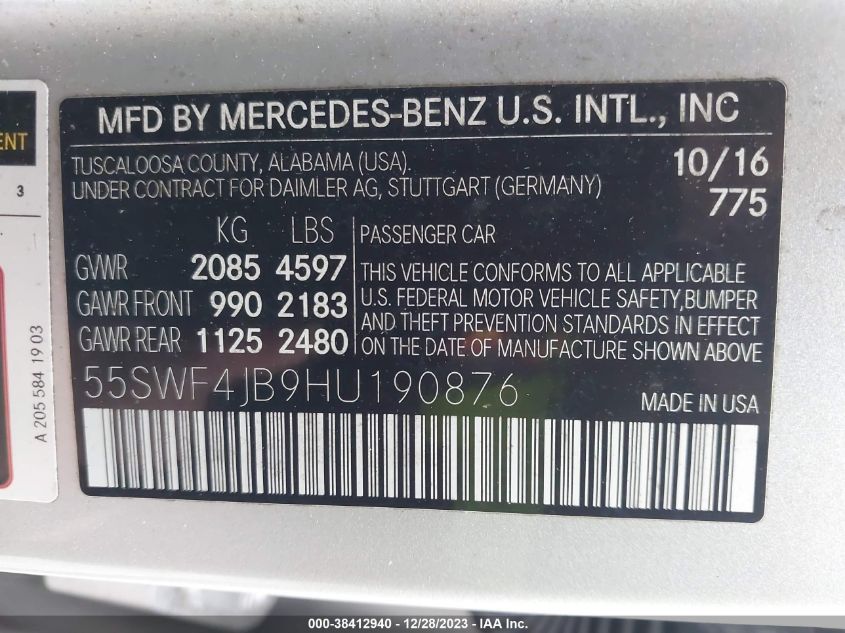 MFD BY MERCEDES-BENZ U.S. INTL., INC
TUSCALOOSA COUNTY, ALABAMA (USA).
UNDER CONTRACT FOR DAIMLER AG, STUTTGART (GERMANY)
10/16
775
KG LBS
GVWR 2085 4597
GAWR FRONT 990 2183
GAWR REAR 1125 2480
PASSENGER CAR
THIS VEHICLE CONFORMS TO ALL APPLICABLE
U.S. FEDERAL MOTOR VEHICLE SAFETY,BUMPER
AND THEFT PREVENTION STANDARDS IN EFFECT
ON THE DATE OF MANUFACTURE SHOWN ABOVE
55SWF4JB9HU190876
MADE IN USA
ENT
3
A 205 584 19 03
000-38412940 - 12/28/2023 - IAA Inc.